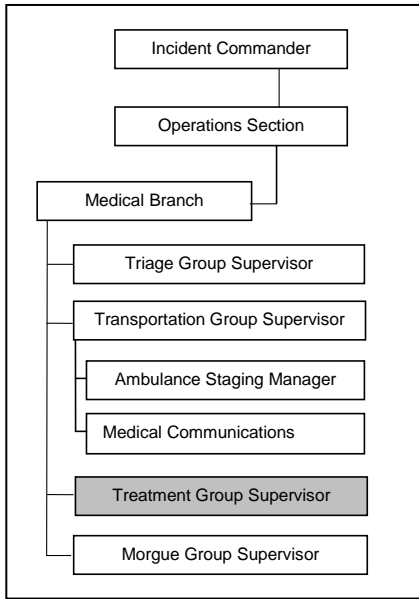 Incident Commander
Operations Section
Medical Branch
Triage Group Supervisor
Transportation Group Supervisor
Ambulance Staging Manager
Medical Communications
Treatment Group Supervisor
Morgue Group Supervisor